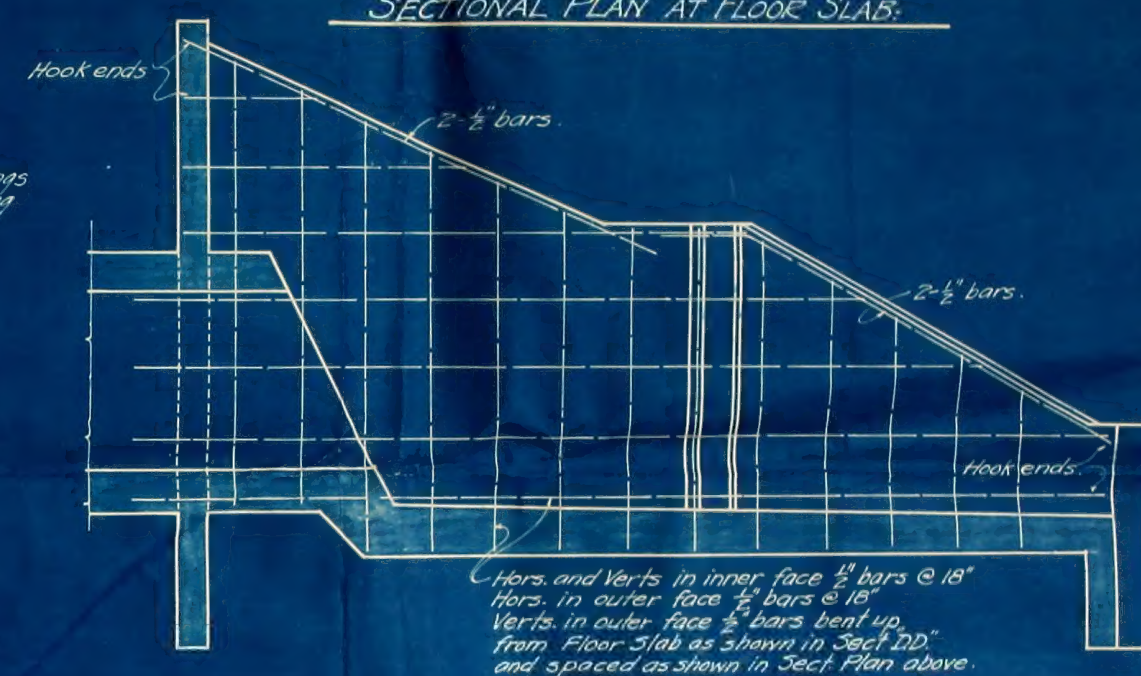 SECTIONAL PLAN AT FLOOR SLAB.
Hook ends
2-½" bars.
2-½" bars.
Hook ends.
Hors. and Verts in inner face ½" bars @ 18"
Hors. in outer face ½" bars @ 18"
Verts. in outer face ½" bars bent up
from Floor Slab as shown in Sect. DD."
and spaced as shown in Sect. Plan above.